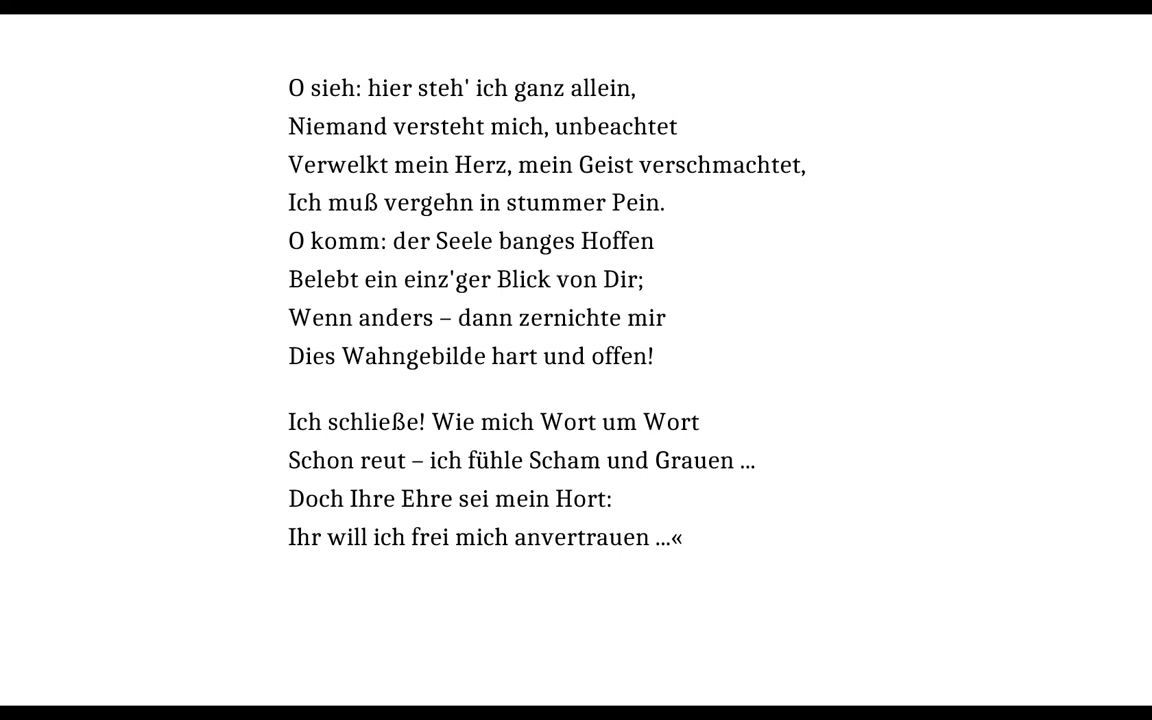 O sieh: hier steh' ich ganz allein,
Niemand versteht mich, unbeachtet
Verwelkt mein Herz, mein Geist verschmachtet,
Ich muß vergehn in stummer Pein.
O komm: der Seele banges Hoffen
Belebt ein einz'ger Blick von Dir;
Wenn anders – dann zernichte mir
Dies Wahngebilde hart und offen!
Ich schließe! Wie mich Wort um Wort
Schon reut – ich fühle Scham und Grauen ...
Doch Ihre Ehre sei mein Hort:
Ihr will ich frei mich anvertrauen ...«